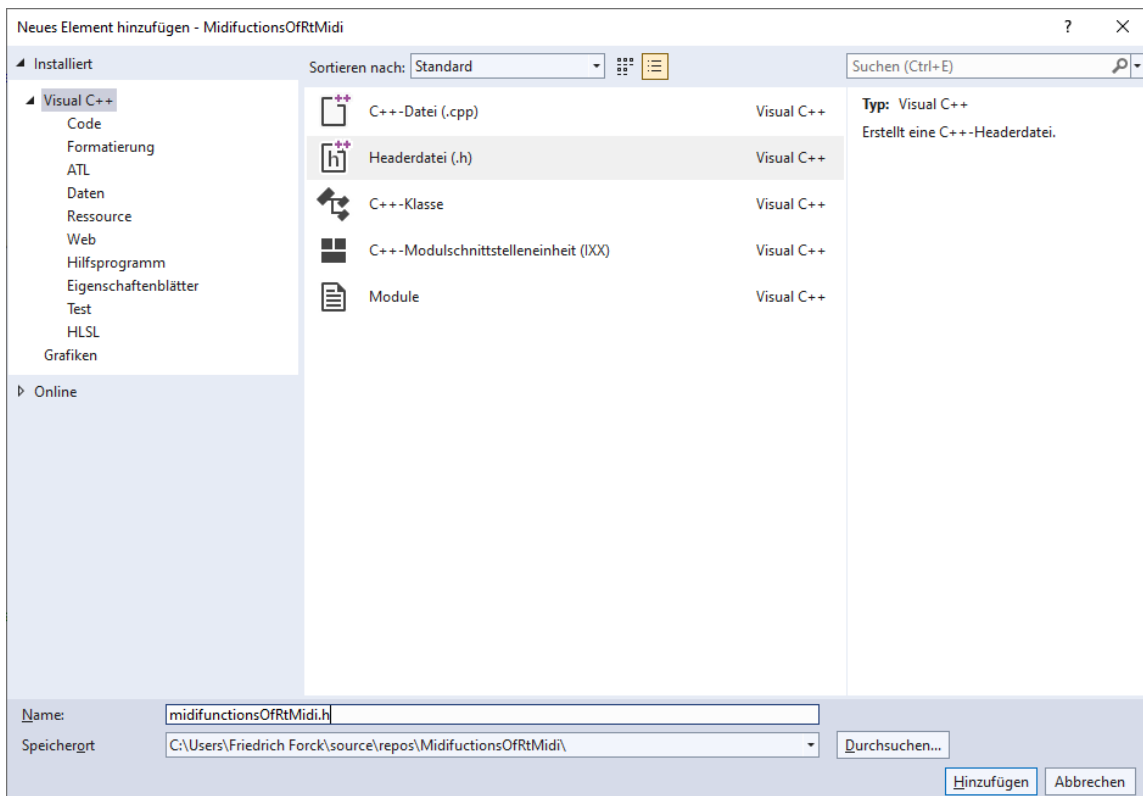 Neues Element hinzufügen - MidifuctionsOfRtMidi
?
Installiert
Sortieren nach: Standard
Suchen (Ctrl+E)
Visual C++
Code
Formatierung
ATL
Daten
Ressource
Web
Hilfsprogramm
Eigenschaftenblätter
Test
HLSL
Grafiken
Online
C++-Datei (.cpp) Visual C++
Headerdatei (.h) Visual C++
C++-Klasse Visual C++
C++-Modulschnittstelleneinheit (IXX) Visual C++
Module Visual C++
Typ: Visual C++
Erstellt eine C++-Headerdatei.
Name: midifunctionsOfRtMidi.h
Speicherort C:\Users\Friedrich Forck\source\repos\MidifuctionsOfRtMidi\ Durchsuchen...
Hinzufügen Abbrechen